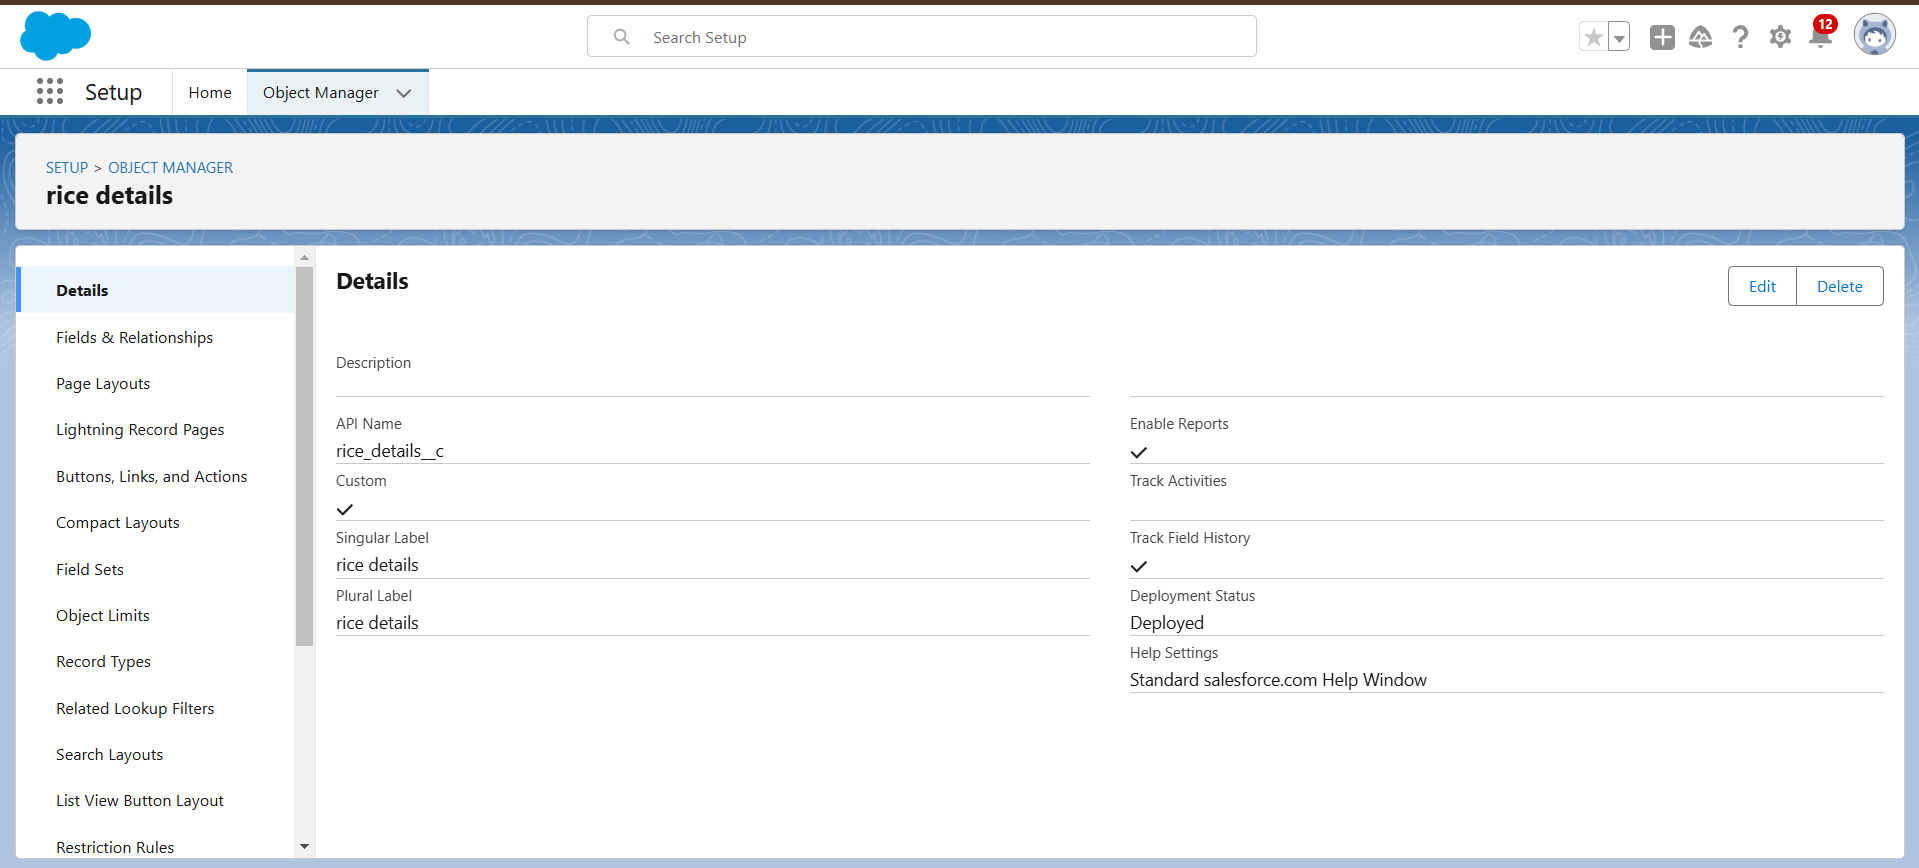 Search Setup
12
Setup
Home
Object Manager
SETUP > OBJECT MANAGER
rice details
Details
Fields & Relationships
Page Layouts
Lightning Record Pages
Buttons, Links, and Actions
Compact Layouts
Field Sets
Object Limits
Record Types
Related Lookup Filters
Search Layouts
List View Button Layout
Restriction Rules
Details
Edit
Delete
Description
API Name
rice_details__c
Custom
Singular Label
rice details
Plural Label
rice details
Enable Reports
Track Activities
Track Field History
Deployment Status
Deployed
Help Settings
Standard salesforce.com Help Window